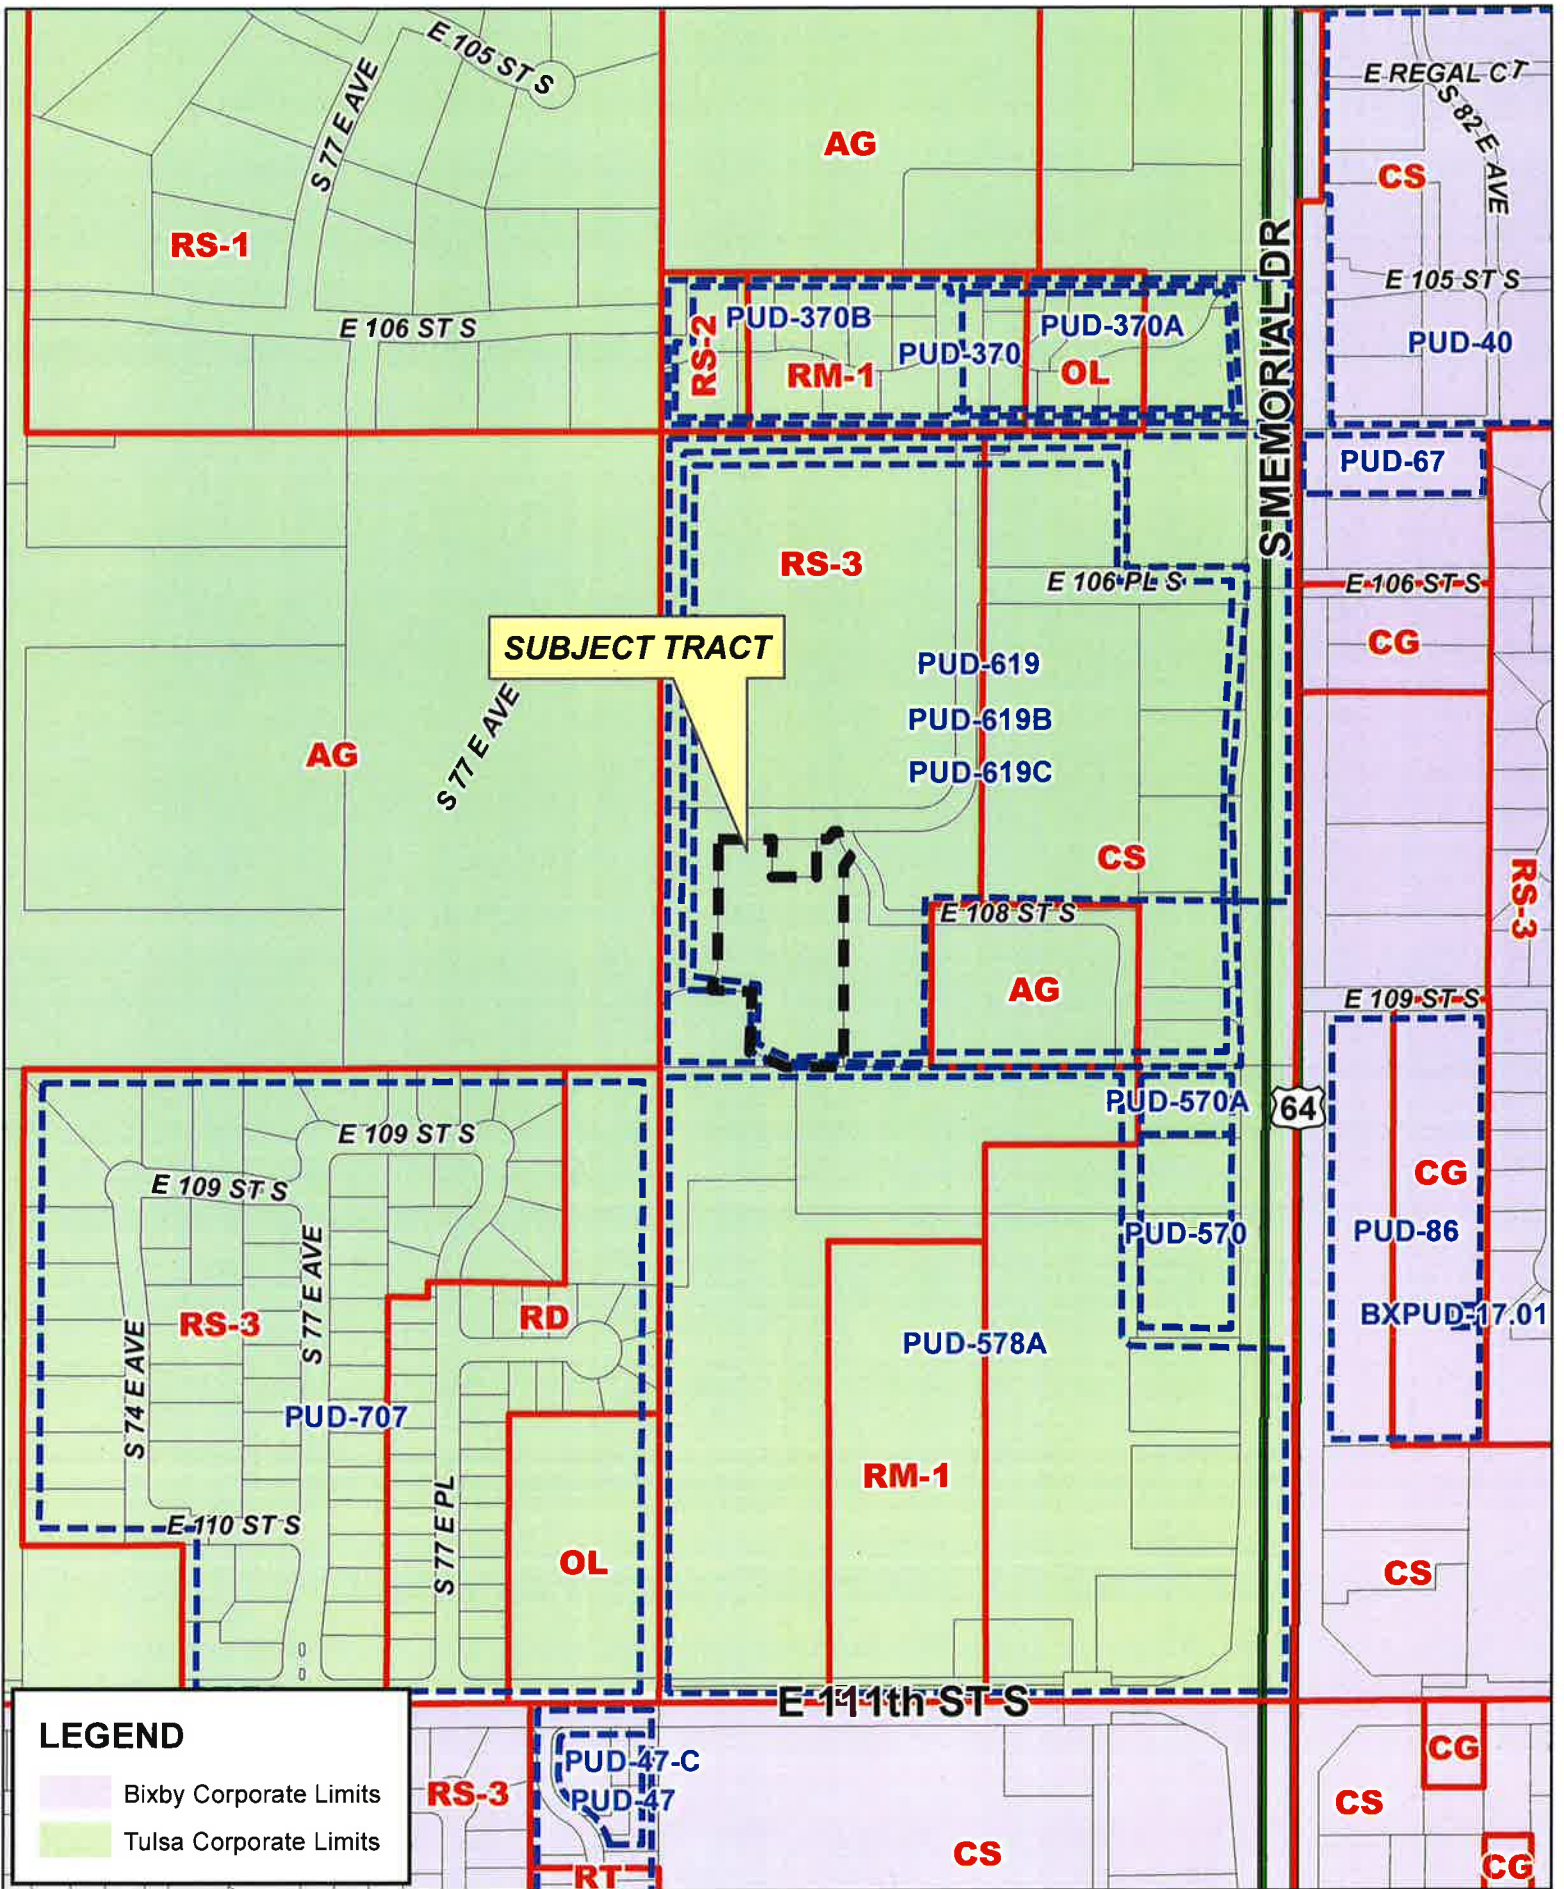 E 105 ST S
S 77 E AVE
E REGAL CT
S 82 E AVE
AG
CS
RS-1
S MEMORIAL DR
E 105 ST S
E 106 ST S
RS-2
PUD-370B
PUD-370A
PUD-370
RM-1
OL
PUD-40
PUD-67
RS-3
E 106 PL S
E 106 ST S
SUBJECT TRACT
CG
PUD-619
PUD-619B
PUD-619C
S 77 E AVE
AG
CS
RS-3
E 108 ST S
AG
E 109 ST S
PUD-570A
64
E 109 ST S
E 109 ST S
CG
S 77 E AVE
PUD-570
PUD-86
RS-3
RD
BXPUD-17.01
S 74 E AVE
PUD-578A
PUD-707
RM-1
S 77 E PL
E 110 ST S
OL
CS
E 111th ST S
LEGEND
Bixby Corporate Limits
Tulsa Corporate Limits
RS-3
PUD-47-C
PUD-47
RT
CS
CG
CS
CG